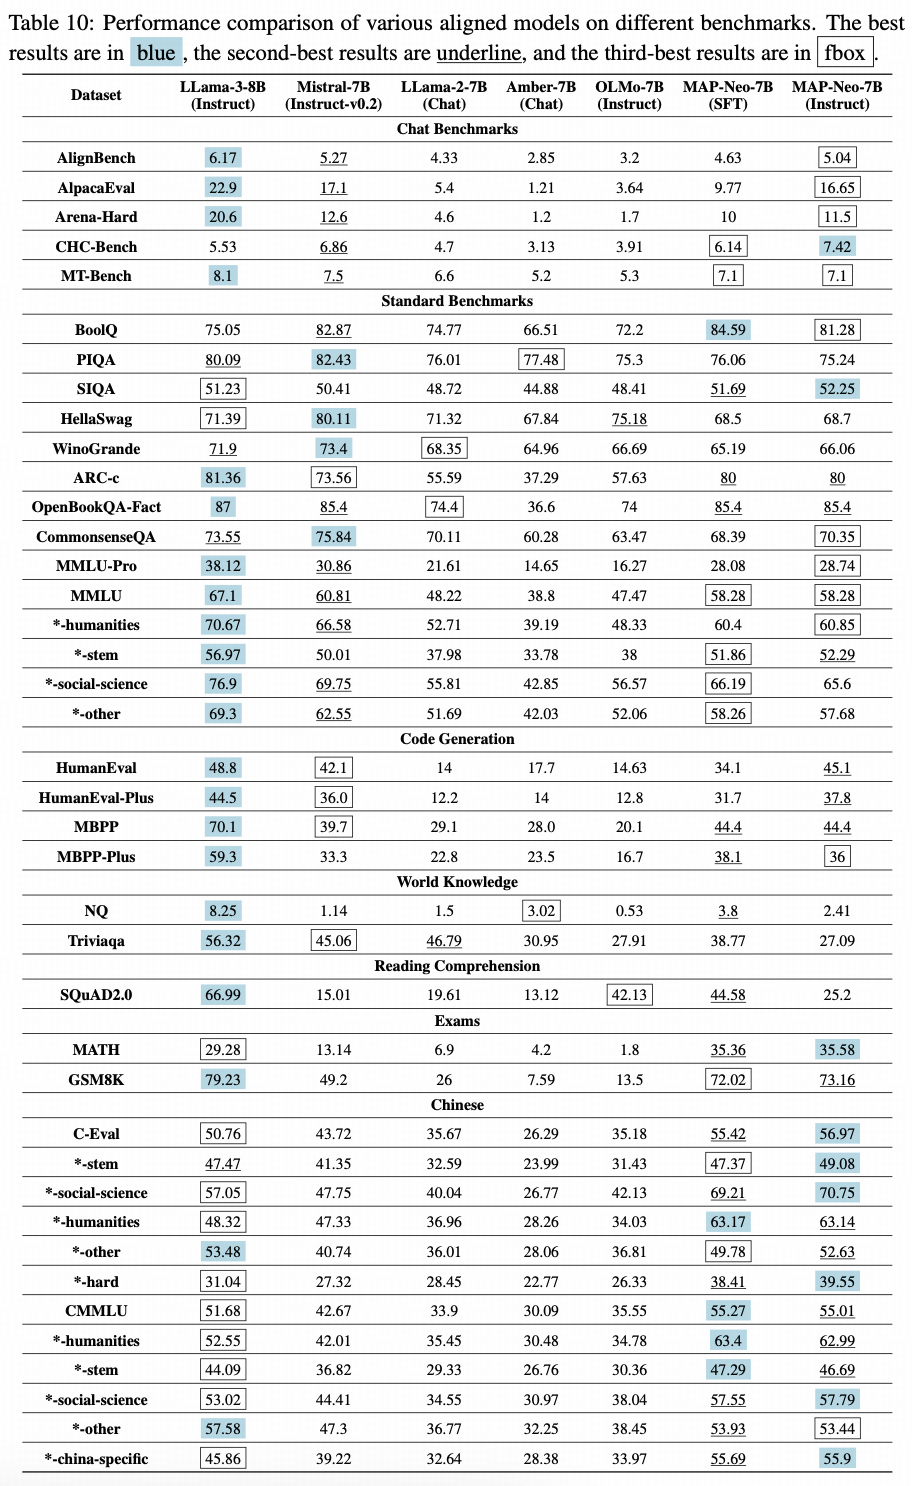 Table 10: Performance comparison of various aligned models on different benchmarks. The best
results are in blue , the second-best results are underline, and the third-best results are in fbox .
Dataset LLama-3-8B (Instruct) Mistral-7B (Instruct-v0.2) LLama-2-7B (Chat) Amber-7B (Chat) OLMo-7B (Instruct) MAP-Neo-7B (SFT) MAP-Neo-7B (Instruct)
Chat Benchmarks
AlignBench 6.17 5.27 4.33 2.85 3.2 4.63 5.04
AlpacaEval 22.9 17.1 5.4 1.21 3.64 9.77 16.65
Arena-Hard 20.6 12.6 4.6 1.2 1.7 10 11.5
CHC-Bench 5.53 6.86 4.7 3.13 3.91 6.14 7.42
MT-Bench 8.1 7.5 6.6 5.2 5.3 7.1 7.1
Standard Benchmarks
BoolQ 75.05 82.87 74.77 66.51 72.2 84.59 81.28
PIQA 80.09 82.43 76.01 77.48 75.3 76.06 75.24
SIQA 51.23 50.41 48.72 44.88 48.41 51.69 52.25
HellaSwag 71.39 80.11 71.32 67.84 75.18 68.5 68.7
WinoGrande 71.9 73.4 68.35 64.96 66.69 65.19 66.06
ARC-c 81.36 73.56 55.59 37.29 57.63 80 80
OpenBookQA-Fact 87 85.4 74.4 36.6 74 85.4 85.4
CommonsenseQA 73.55 75.84 70.11 60.28 63.47 68.39 70.35
MMLU-Pro 38.12 30.86 21.61 14.65 16.27 28.08 28.74
MMLU 67.1 60.81 48.22 38.8 47.47 58.28 58.28
*-humanities 70.67 66.58 52.71 39.19 48.33 60.4 60.85
*-stem 56.97 50.01 37.98 33.78 38 51.86 52.29
*-social-science 76.9 69.75 55.81 42.85 56.57 66.19 65.6
*-other 69.3 62.55 51.69 42.03 52.06 58.26 57.68
Code Generation
HumanEval 48.8 42.1 14 17.7 14.63 34.1 45.1
HumanEval-Plus 44.5 36.0 12.2 14 12.8 31.7 37.8
MBPP 70.1 39.7 29.1 28.0 20.1 44.4 44.4
MBPP-Plus 59.3 33.3 22.8 23.5 16.7 38.1 36
World Knowledge
NQ 8.25 1.14 1.5 3.02 0.53 3.8 2.41
Triviaqa 56.32 45.06 46.79 30.95 27.91 38.77 27.09
Reading Comprehension
SQuAD2.0 66.99 15.01 19.61 13.12 42.13 44.58 25.2
Exams
MATH 29.28 13.14 6.9 4.2 1.8 35.36 35.58
GSM8K 79.23 49.2 26 7.59 13.5 72.02 73.16
Chinese
C-Eval 50.76 43.72 35.67 26.29 35.18 55.42 56.97
*-stem 47.47 41.35 32.59 23.99 31.43 47.37 49.08
*-social-science 57.05 47.75 40.04 26.77 42.13 69.21 70.75
*-humanities 48.32 47.33 36.96 28.26 34.03 63.17 63.14
*-other 53.48 40.74 36.01 28.06 36.81 49.78 52.63
*-hard 31.04 27.32 28.45 22.77 26.33 38.41 39.55
CMMLU 51.68 42.67 33.9 30.09 35.55 55.27 55.01
*-humanities 52.55 42.01 35.45 30.48 34.78 63.4 62.99
*-stem 44.09 36.82 29.33 26.76 30.36 47.29 46.69
*-social-science 53.02 44.41 34.55 30.97 38.04 57.55 57.79
*-other 57.58 47.3 36.77 32.25 38.45 53.93 53.44
*-china-specific 45.86 39.22 32.64 28.38 33.97 55.69 55.9